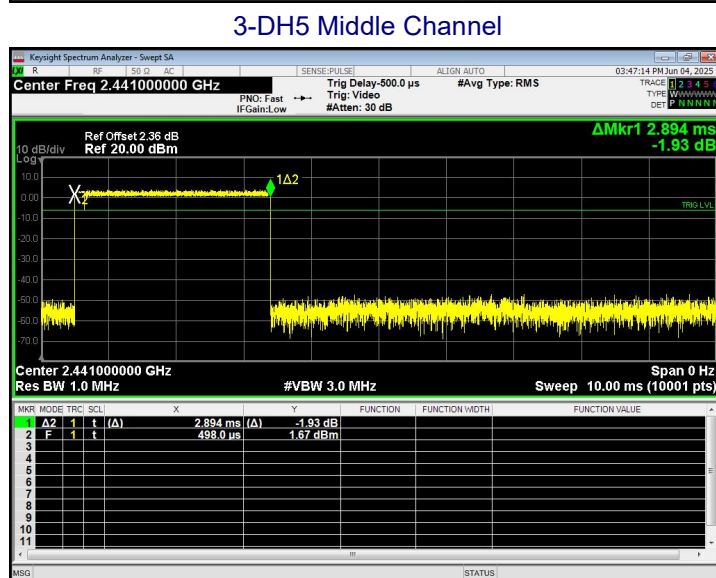 3-DH5 Middle Channel
Keysight Spectrum Analyzer - Swept SA
LXI R RF 50 Ω AC SENSE:PULSE ALIGN AUTO 03:47:14 PM Jun 04, 2025
Center Freq 2.441000000 GHz
PNO: Fast
IFGain:Low
Trig Delay-500.0 µs
Trig: Video
#Atten: 30 dB
#Avg Type: RMS
TRACE 1 2 3 4 5
TYPE W
DET P N N N N
ΔMkr1 2.894 ms
-1.93 dB
Ref Offset 2.36 dB
10 dB/div Ref 20.00 dBm
Log
10.0
0.00
-10.0
-20.0
-30.0
-40.0
-50.0
-60.0
-70.0
X2
1Δ2
TRIG LVL
Center 2.441000000 GHz Span 0 Hz
Res BW 1.0 MHz #VBW 3.0 MHz Sweep 10.00 ms (10001 pts)
MKR MODE TRC SCL X Y FUNCTION FUNCTION WIDTH FUNCTION VALUE
1 Δ2 1 t (Δ) 2.894 ms (Δ) -1.93 dB
2 F 1 t 498.0 µs 1.67 dBm
3
4
5
6
7
8
9
10
11
MSG STATUS